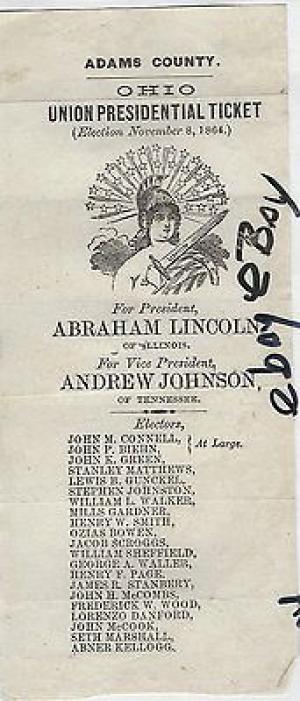 ADAMS COUNTY.
OHIO
UNION PRESIDENTIAL TICKET
(Election November 8, 1864.)
For President,
ABRAHAM LINCOLN,
OF ILLINOIS.
For Vice President,
ANDREW JOHNSON,
OF TENNESSEE.
Electors,
JOHN M. CONNELL,
JOHN P. BIEHN,
At Large.
JOHN K. GREEN,
STANLEY MATTHEWS,
LEWIS B. GUNCKEL,
STEPHEN JOHNSTON,
WILLIAM L. WALKER,
MILLS GARDNER,
HENRY W. SMITH,
OZIAS BOWEN,
JACOB SCROGGS,
WILLIAM SHEFFIELD,
GEORGE A. WALLER,
HENRY F. PAGE,
JAMES R. STANBERY,
JOHN H. McCOMBS,
FREDERICK W. WOOD,
LORENZO DANFORD,
JOHN McCOOK,
SETH MARSHALL,
ABNER KELLOGG,
eboy eBoy